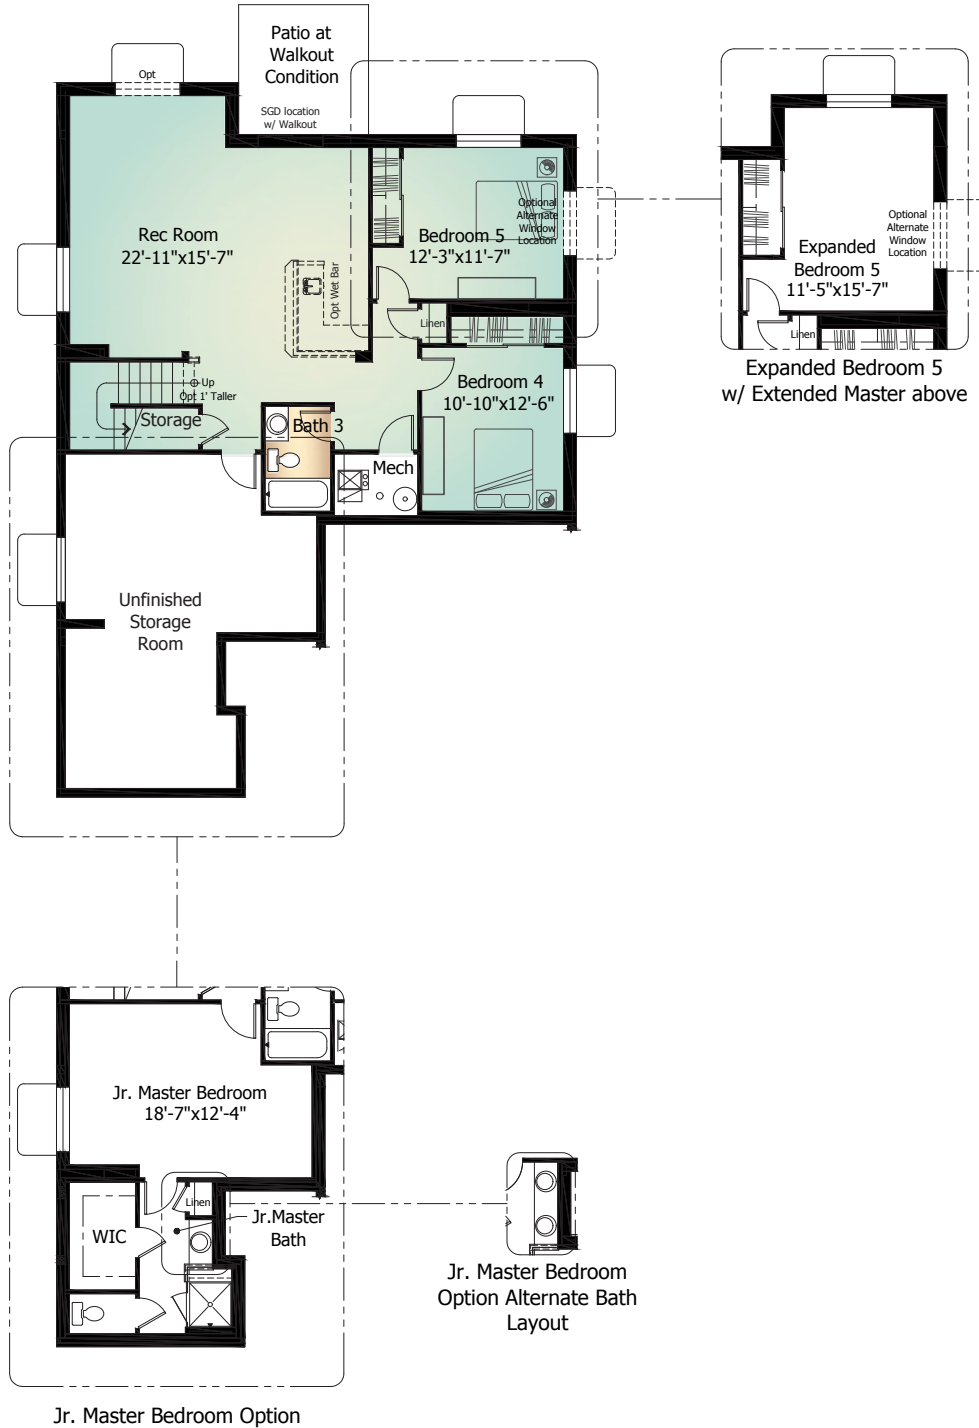 Patio at
Walkout
Condition
Opt
SGD location
w/ Walkout
Rec Room
22'-11"x15'-7"
Bedroom 5
12'-3"x11'-7"
Optional
Alternate
Window
Location
Opt Wet Bar
Linen
Up
Opt 1' Taller
Storage
Bath 3
Bedroom 4
10'-10"x12'-6"
Mech
Unfinished
Storage
Room
Optional
Alternate
Window
Location
Expanded
Bedroom 5
11'-5"x15'-7"
Linen
Expanded Bedroom 5
w/ Extended Master above
Jr. Master Bedroom
18'-7"x12'-4"
Linen
WIC
Jr.Master
Bath
Jr. Master Bedroom
Option Alternate Bath
Layout
Jr. Master Bedroom Option